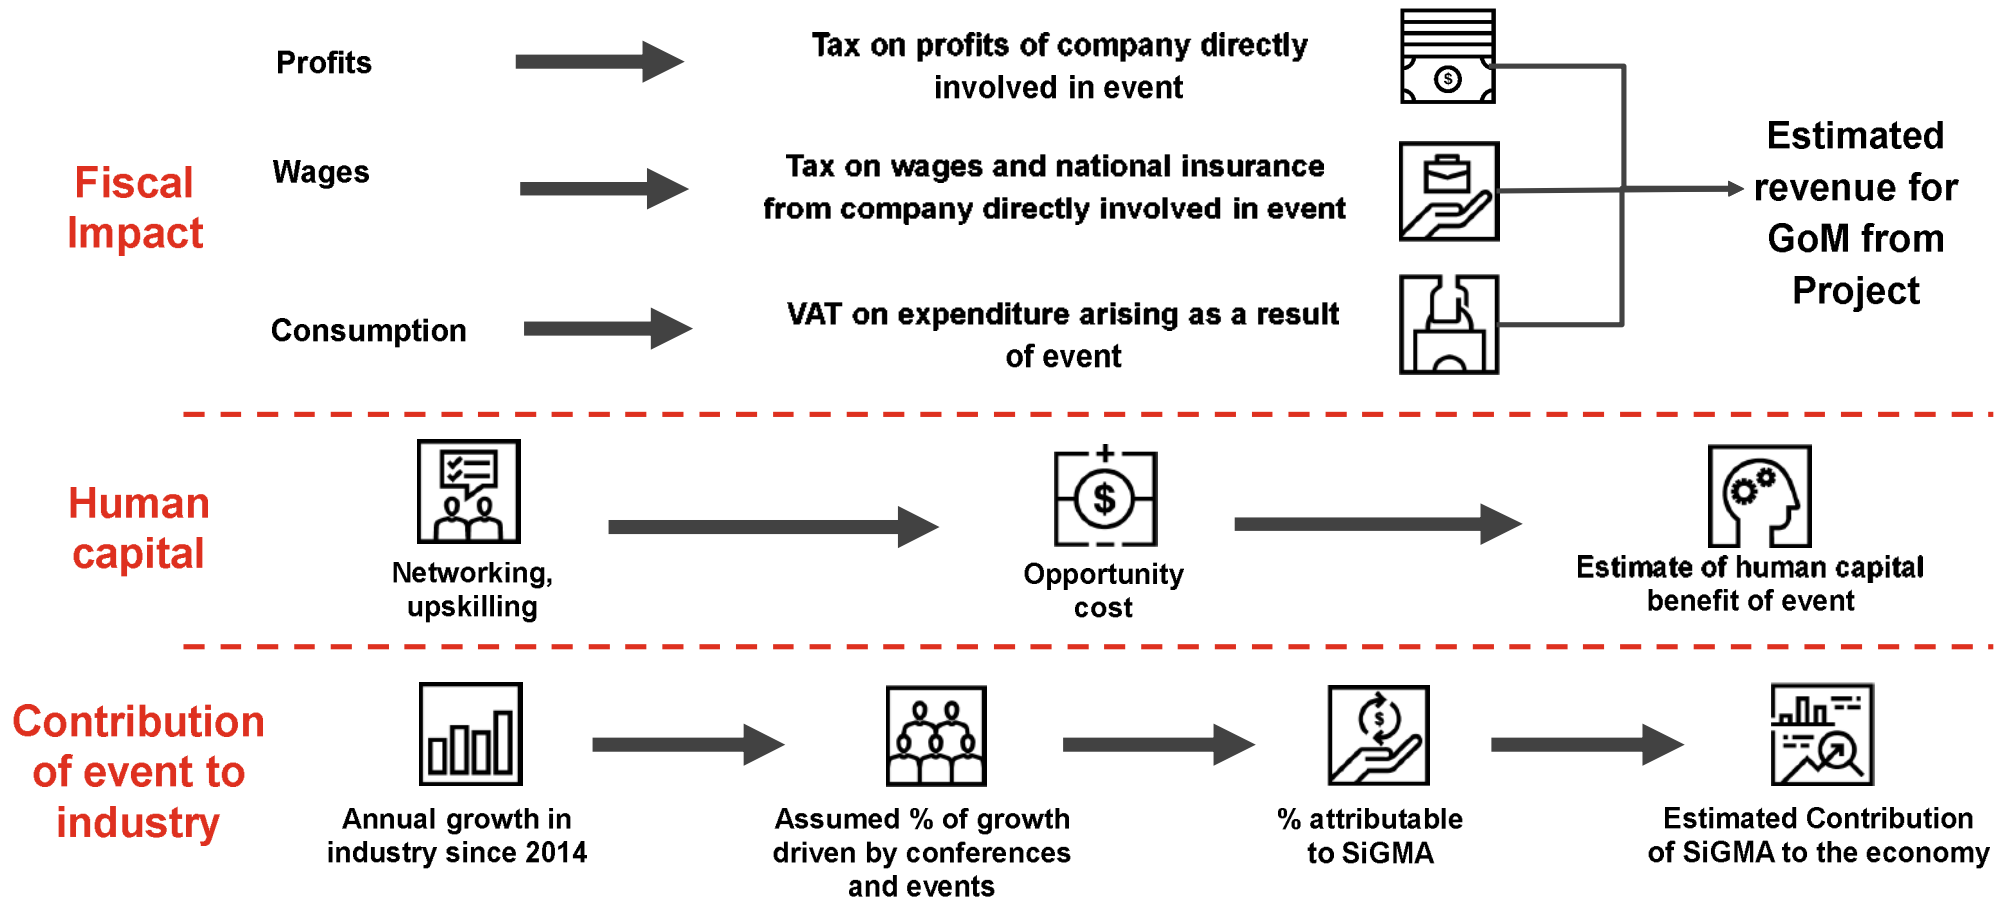 Fiscal
Impact
Profits
Tax on profits of company directly
involved in event
Wages
Tax on wages and national insurance
from company directly involved in event
Consumption
VAT on expenditure arising as a result
of event
Estimated
revenue for
GoM from
Project
Human
capital
Networking,
upskilling
Opportunity
cost
Estimate of human capital
benefit of event
Contribution
of event to
industry
Annual growth in
industry since 2014
Assumed % of growth
driven by conferences
and events
% attributable
to SiGMA
Estimated Contribution
of SiGMA to the economy